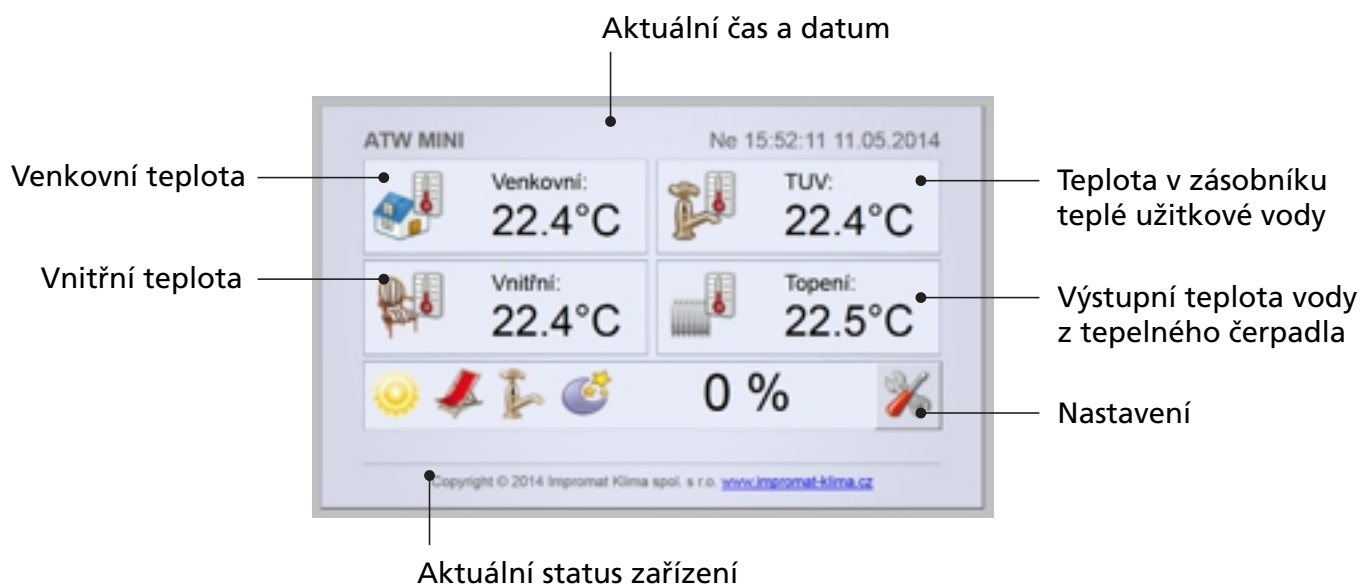 Aktuální čas a datum
ATW MINI
Ne 15:52:11 11.05.2014
Venkovní teplota
Venkovní:
22.4°C
TUV:
22.4°C
Teplota v zásobníku
teplé užitkové vody
Vnitřní teplota
Vnitřní:
22.4°C
Topení:
22.5°C
Výstupní teplota vody
z tepelného čerpadla
0 %
Nastavení
Copyright © 2014 Impromat Klima spol. s r.o. www.impromat-klima.cz
Aktuální status zařízení